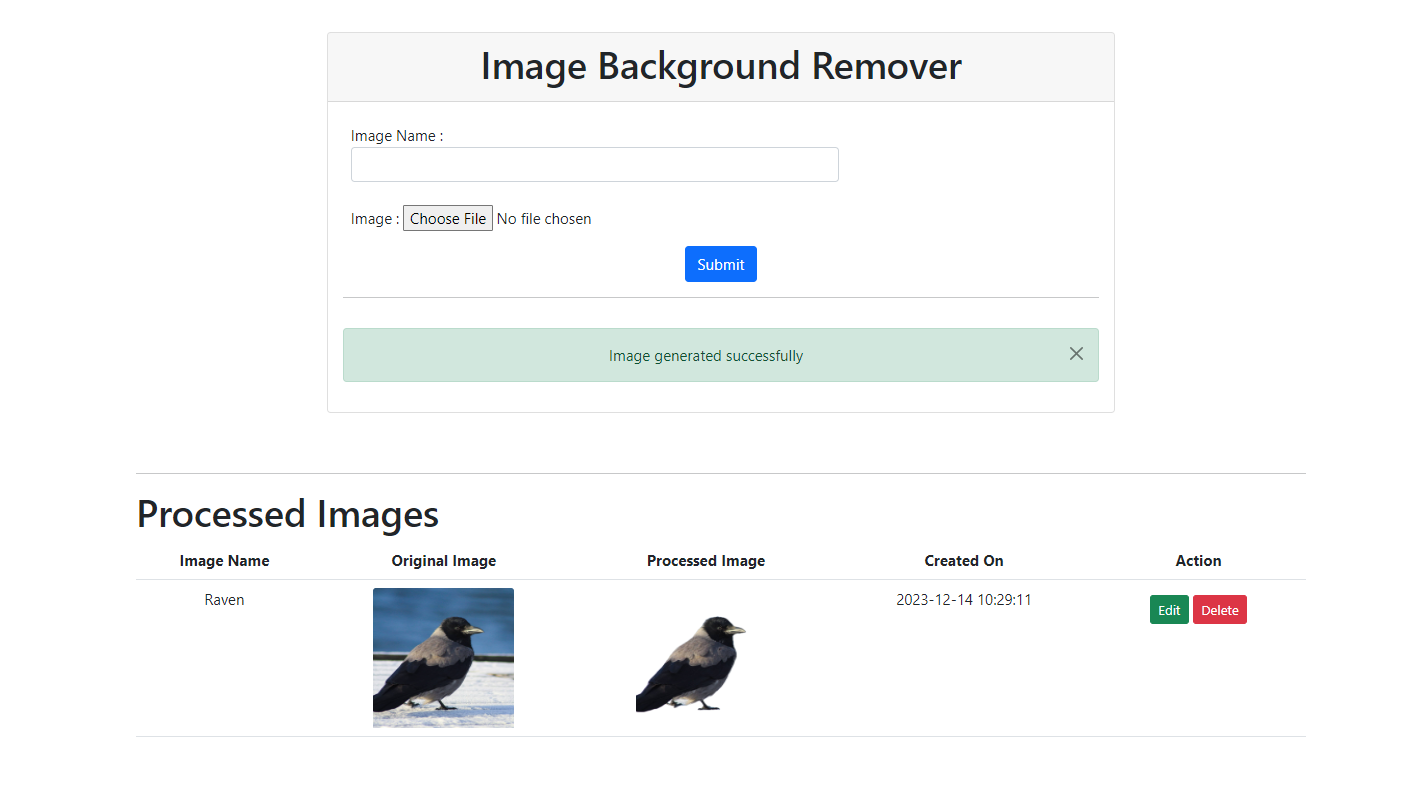 Image Background Remover
Image Name :
Image : Choose File No file chosen
Submit
Image generated successfully
Processed Images
Image Name Original Image Processed Image Created On Action
Raven 2023-12-14 10:29:11 Edit Delete